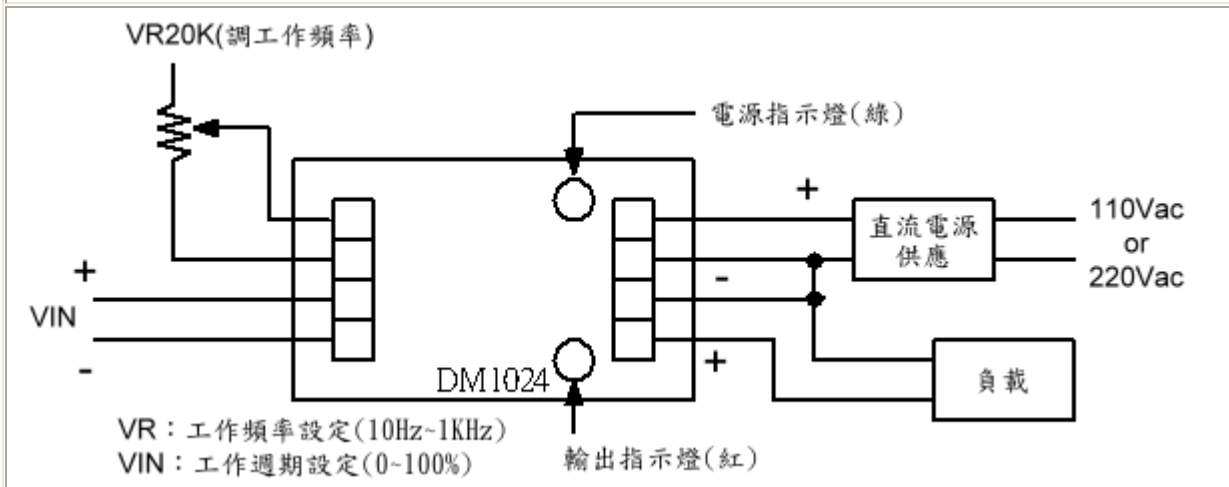 VR20K(調工作頻率)
電源指示燈(綠)
+
直流電源
供應
110Vac
or
220Vac
+
VIN
-
-
+
DM1024
負載
VR：工作頻率設定(10Hz~1KHz)
VIN：工作週期設定(0~100%)
輸出指示燈(紅)